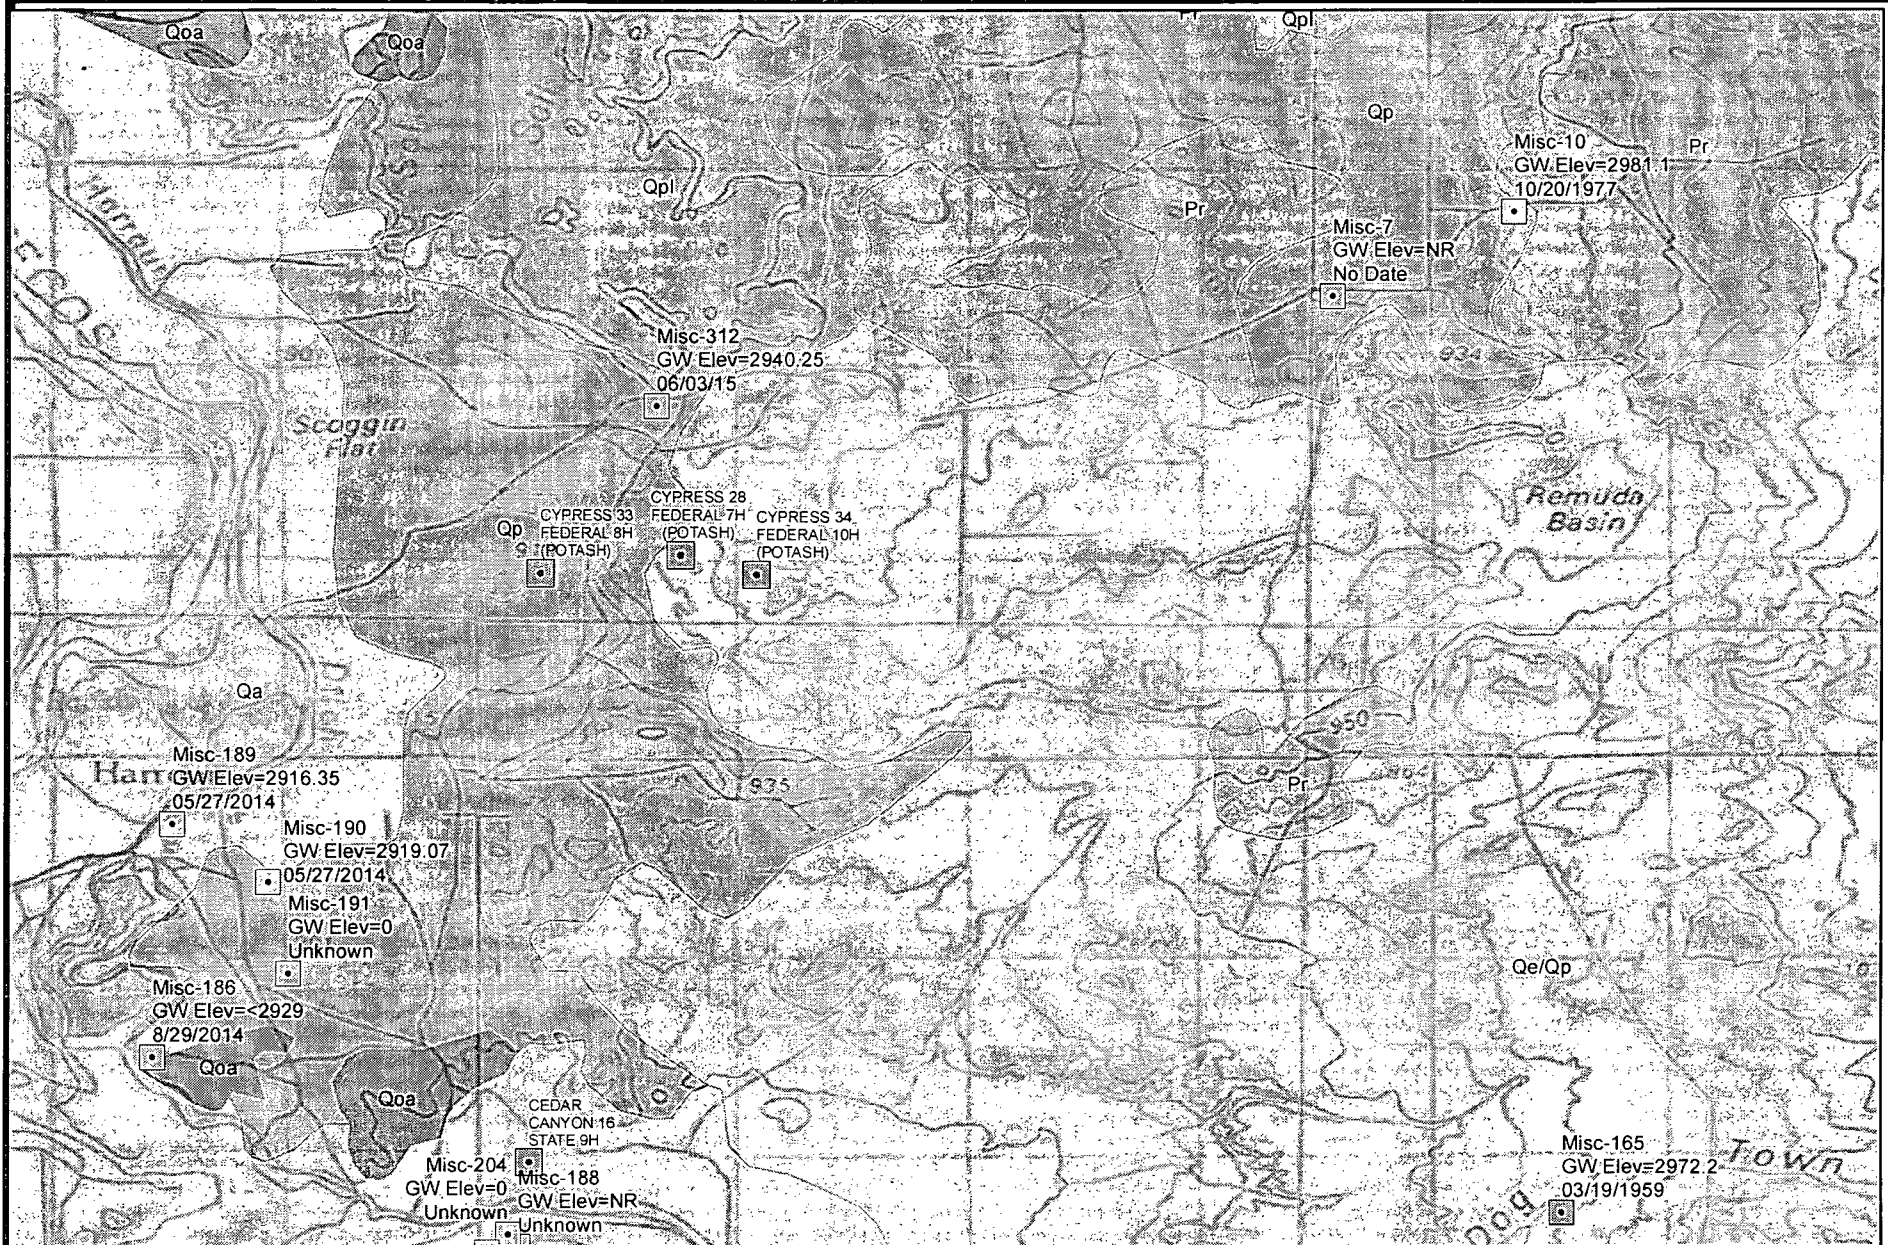 Qoa
Qoa
Qpl
Qp
Misc-10
GW Elev=2981.1
10/20/1977
Pr
Qpl
Pr
Misc-7
GW Elev=NR
No Date
Misc-312
GW Elev=2940.25
06/03/15
Scoggin
Flat
934
Remuda
Basin
CYPRESS 33
FEDERAL 8H
(POTASH)
CYPRESS 28
FEDERAL 7H
(POTASH)
CYPRESS 34
FEDERAL 10H
(POTASH)
Qp
Qa
950
Misc-189
GW Elev=2916.35
05/27/2014
935
Pr
Misc-190
GW Elev=2919.07
05/27/2014
Misc-191
GW Elev=0
Unknown
Qe/Qp
Misc-186
GW Elev=<2929
8/29/2014
Qoa
Qoa
CEDAR
CANYON 16
STATE 9H
Misc-204
GW Elev=0
Unknown
Misc-188
GW Elev=NR
Unknown
Misc-165
GW Elev=2972.2
03/19/1959
Dog
Town